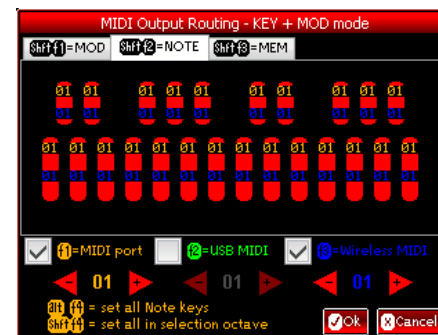 MIDI Output Routing - KEY + MOD mode
Shft f1=MOD Shft f2=NOTE Shft f3=MEM
01 01 01 01 01 01 01 01 01 01
01 01 01 01 01 01 01 01 01 01
01 01 01 01 01 01 01 01 01 01 01 01 01 01
01 01 01 01 01 01 01 01 01 01 01 01 01 01
f1=MIDI port f2=USB MIDI f3=Wireless MIDI
- 01 + - 01 + - 01 +
alt f4 = set all Note keys
Shft f4 = set all in selection octave
Ok Cancel